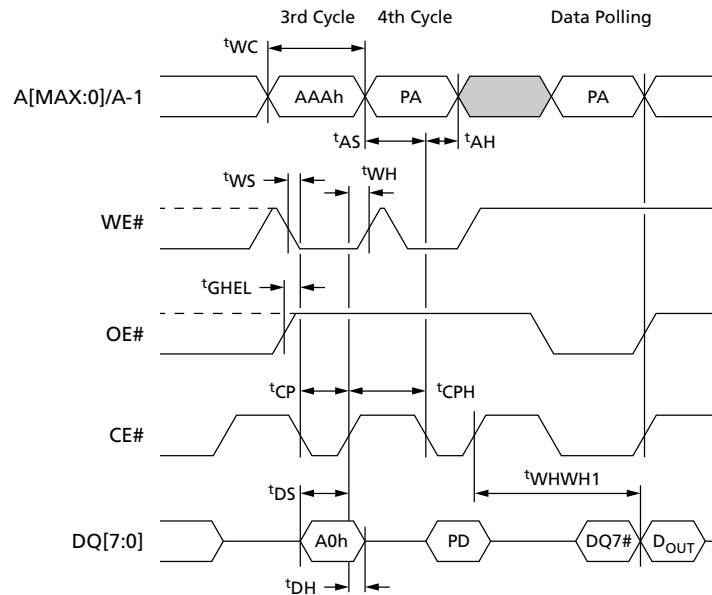 3rd Cycle 4th Cycle Data Polling
tWC
A[MAX:0]/A-1 AAAh PA PA
tAS tAH
tWS tWH
WE#
tGHEL
OE#
tCP tCPH
CE#
tWHWH1
tDS
DQ[7:0] A0h PD DQ7# DOUT
tDH